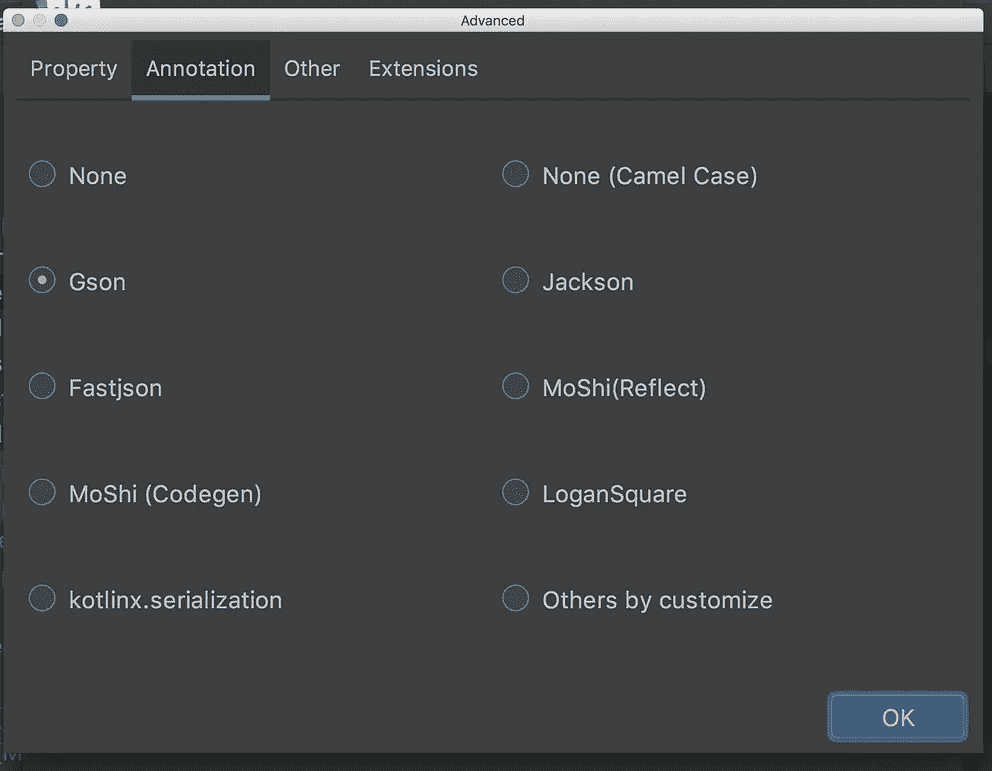 Advanced
Property Annotation Other Extensions
None None (Camel Case)
Gson Jackson
Fastjson MoShi(Reflect)
MoShi (Codegen) LoganSquare
kotlinx.serialization Others by customize
OK